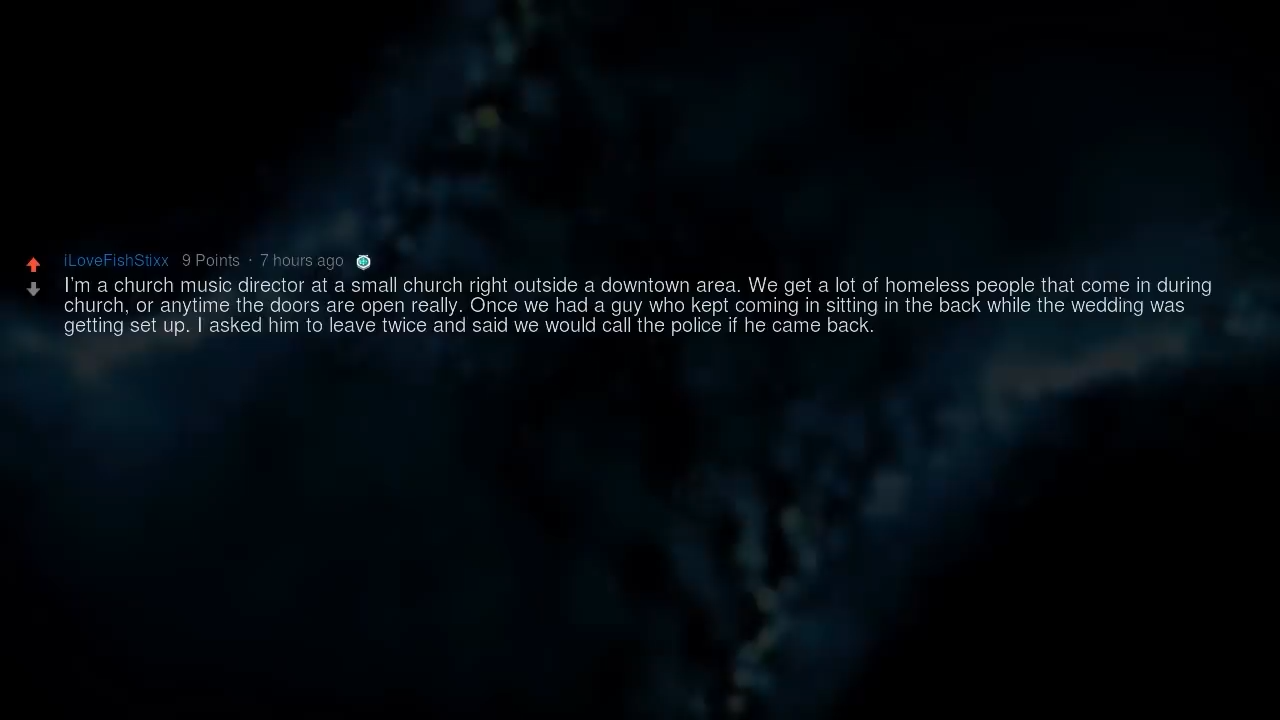 iLoveFishStixx 9 Points · 7 hours ago
I'm a church music director at a small church right outside a downtown area. We get a lot of homeless people that come in during
church, or anytime the doors are open really. Once we had a guy who kept coming in sitting in the back while the wedding was
getting set up. I asked him to leave twice and said we would call the police if he came back.